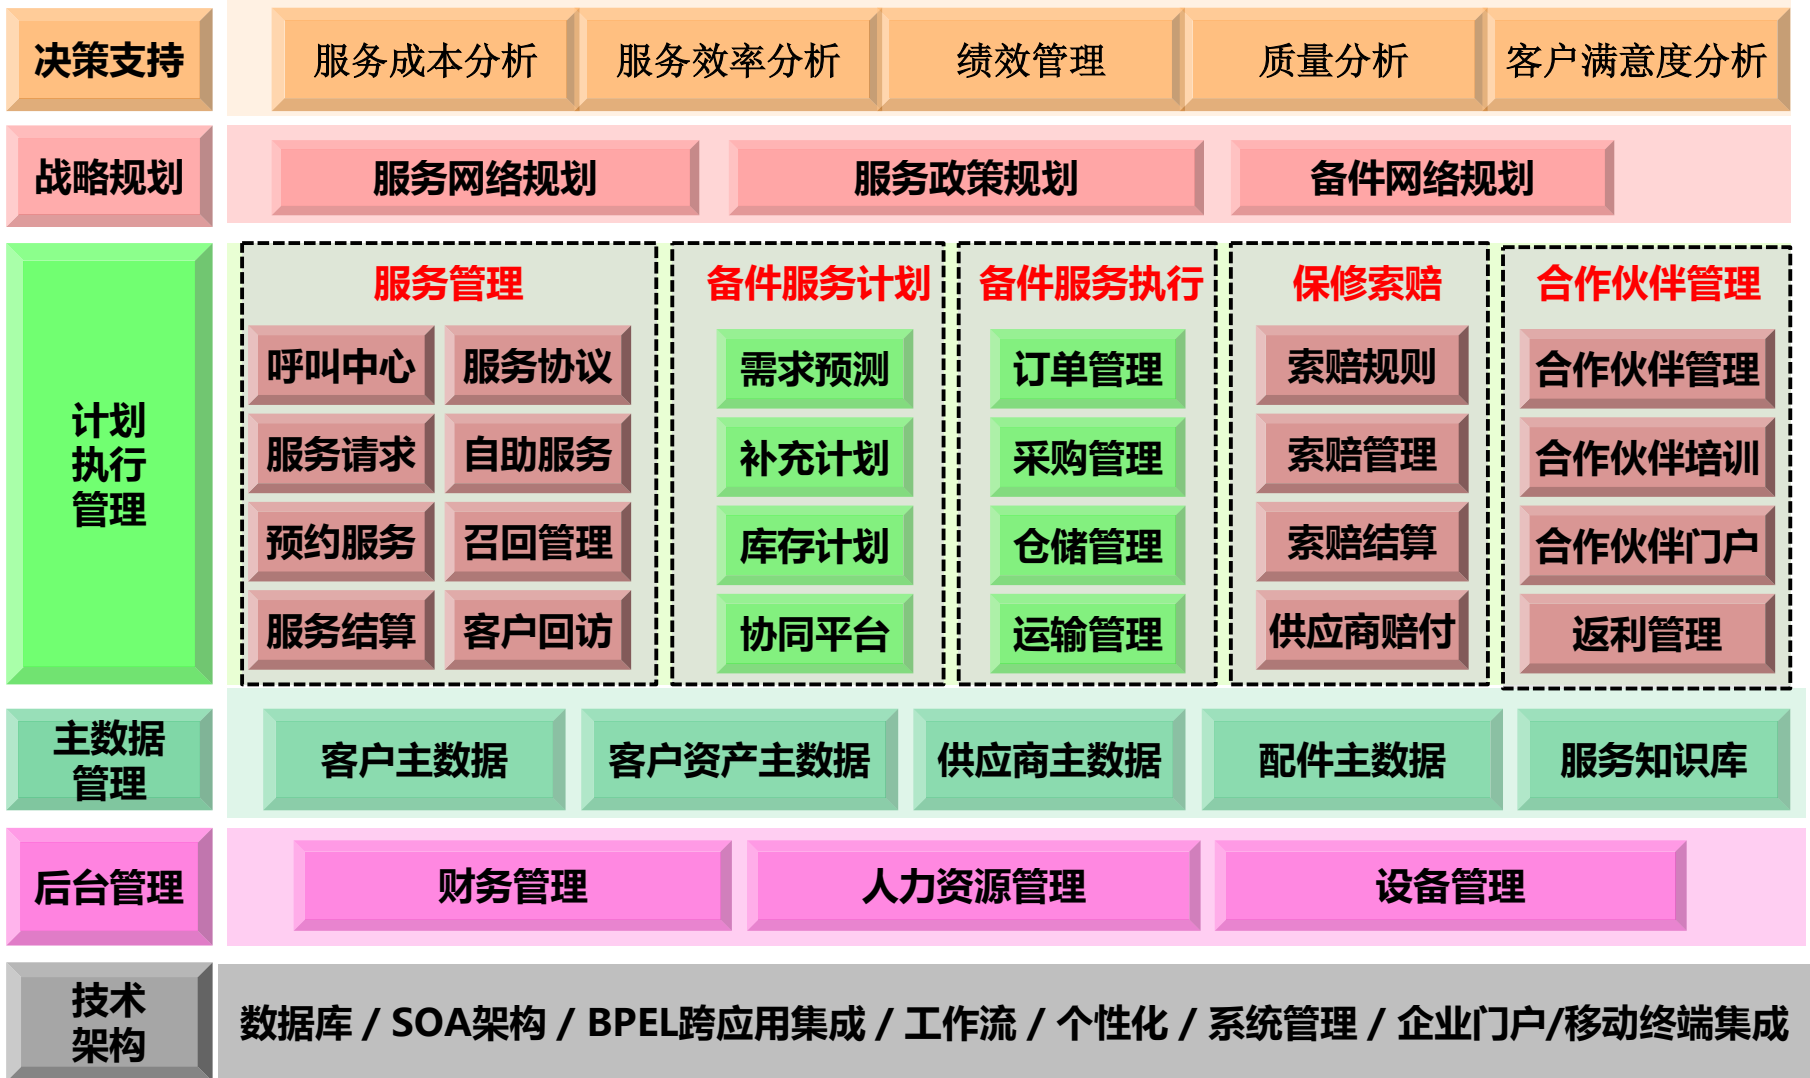 决策支持
服务成本分析
服务效率分析
绩效管理
质量分析
客户满意度分析
战略规划
服务网络规划
服务政策规划
备件网络规划
计划
执行
管理
服务管理
呼叫中心
服务协议
服务请求
自助服务
预约服务
召回管理
服务结算
客户回访
备件服务计划
需求预测
补充计划
库存计划
协同平台
备件服务执行
订单管理
采购管理
仓储管理
运输管理
保修索赔
索赔规则
索赔管理
索赔结算
供应商赔付
合作伙伴管理
合作伙伴管理
合作伙伴培训
合作伙伴门户
返利管理
主数据
管理
客户主数据
客户资产主数据
供应商主数据
配件主数据
服务知识库
后台管理
财务管理
人力资源管理
设备管理
技术
架构
数据库 / SOA架构 / BPEL跨应用集成 / 工作流 / 个性化 / 系统管理 / 企业门户/移动终端集成